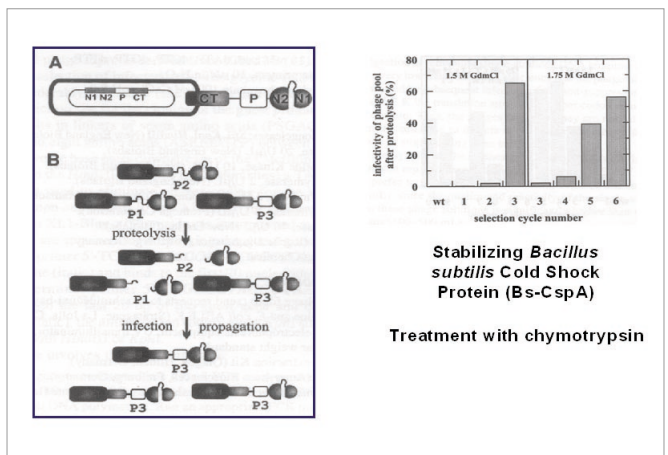 A
N1 N2 P CT
CT P N2 N1
B
P2
P1 P3
proteolysis
P2
P1 P3
infection propagation
P3
P3 P3
80
60
40
20
0
1.5 M GdmCl 1.75 M GdmCl
infectivity of phage pool
after proteolysis (%)
wt 1 2 3 3 4 5 6
selection cycle number
Stabilizing Bacillus
subtilis Cold Shock
Protein (Bs-CspA)
Treatment with chymotrypsin